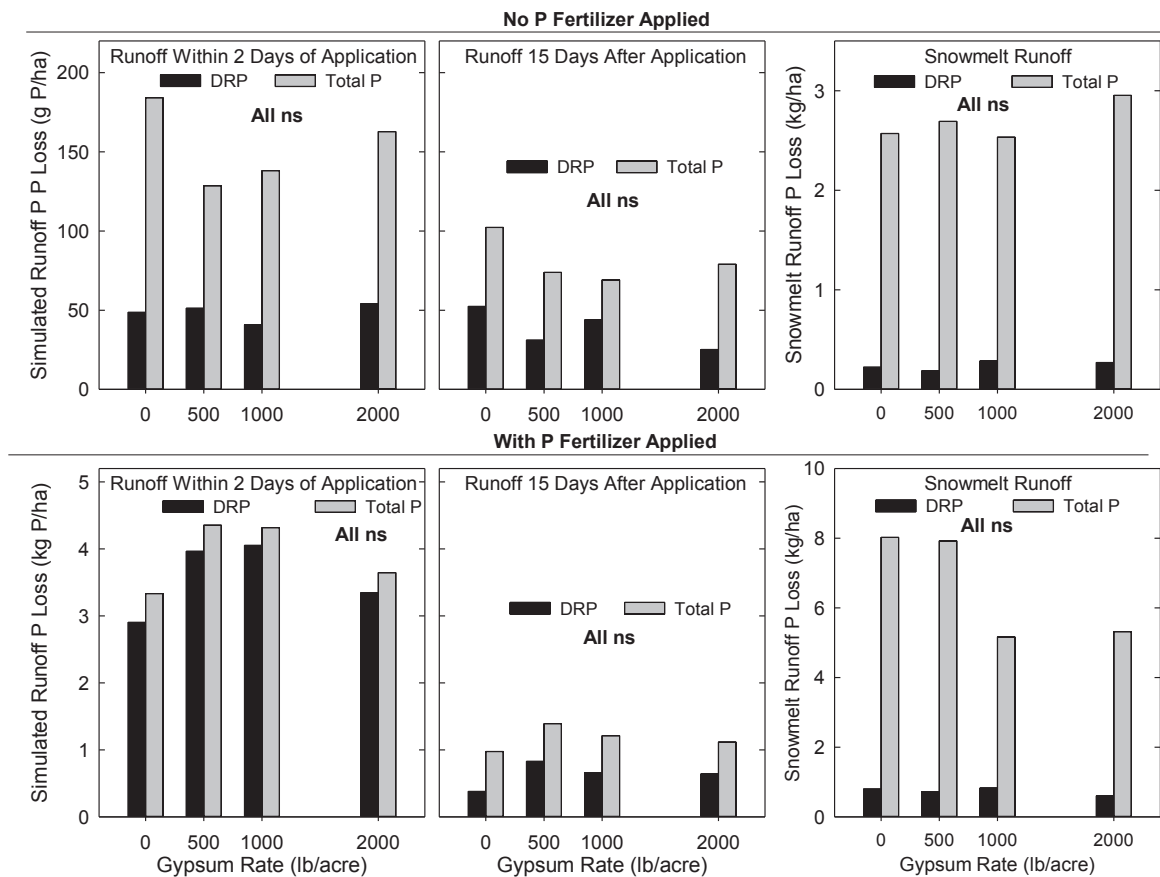 No P Fertilizer Applied
Simulated Runoff P P Loss (g P/ha)
200
150
100
50
0
Runoff Within 2 Days of Application
DRP Total P
All ns
0 500 1000 2000
Runoff 15 Days After Application
DRP Total P
All ns
0 500 1000 2000
Snowmelt Runoff P Loss (kg/ha)
3
2
1
0
Snowmelt Runoff
DRP Total P
All ns
0 500 1000 2000
With P Fertilizer Applied
Simulated Runoff P Loss (kg P/ha)
5
4
3
2
1
0
Runoff Within 2 Days of Application
DRP Total P
All ns
0 500 1000 2000
Gypsum Rate (lb/acre)
Runoff 15 Days After Application
DRP Total P
All ns
0 500 1000 2000
Gypsum Rate (lb/acre)
Snowmelt Runoff P Loss (kg/ha)
10
8
6
4
2
0
Snowmelt Runoff
DRP Total P
All ns
0 500 1000 2000
Gypsum Rate (lb/acre)